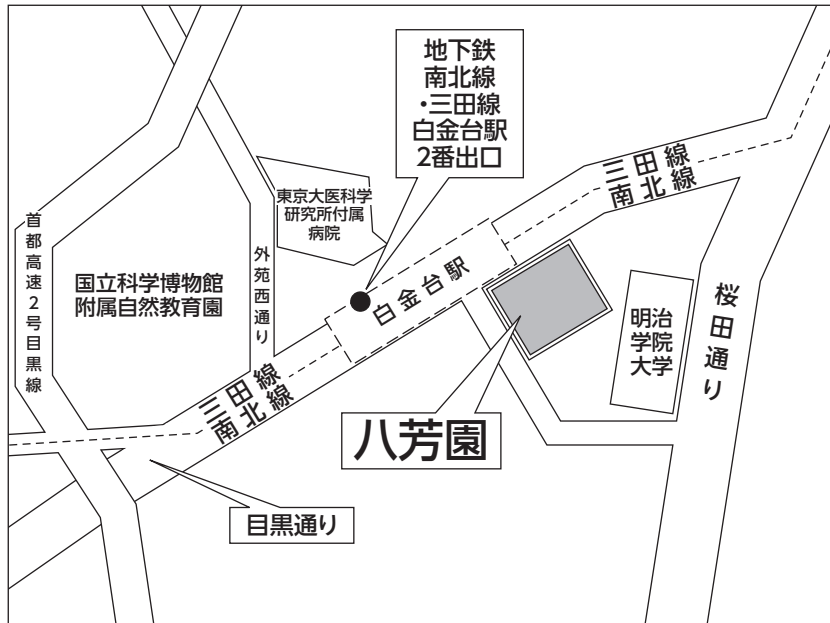 地下鉄
南北線
・三田線
白金台駅
2番出口
三田線
南北線
東京大医科学
研究所付属
病院
首都高速2号目黒線
外苑西通り
国立科学博物館
附属自然教育園
白金台駅
明治
学院
大学
桜田通り
三田線
南北線
八芳園
目黒通り